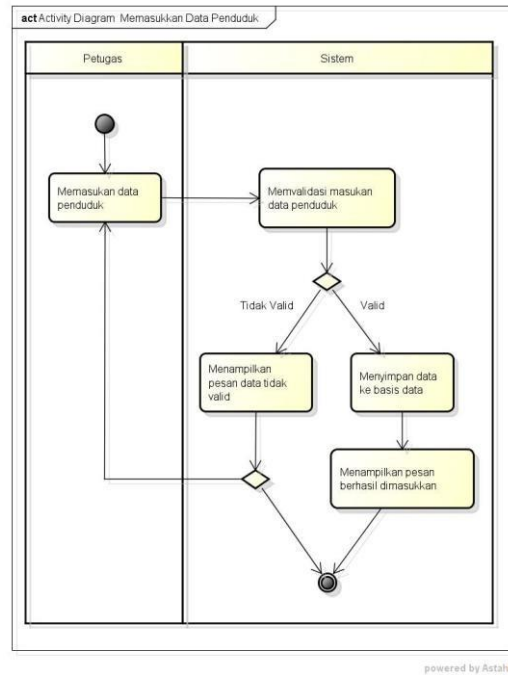 act Activity Diagram Memasukkan Data Penduduk
Petugas
Sistem
Memasukan data
penduduk
Memvalidasi masukan
data penduduk
Tidak Valid
Valid
Menampilkan
pesan data tidak
valid
Menyimpan data
ke basis data
Menampilkan pesan
berhasil dimasukkan
powered by Astah